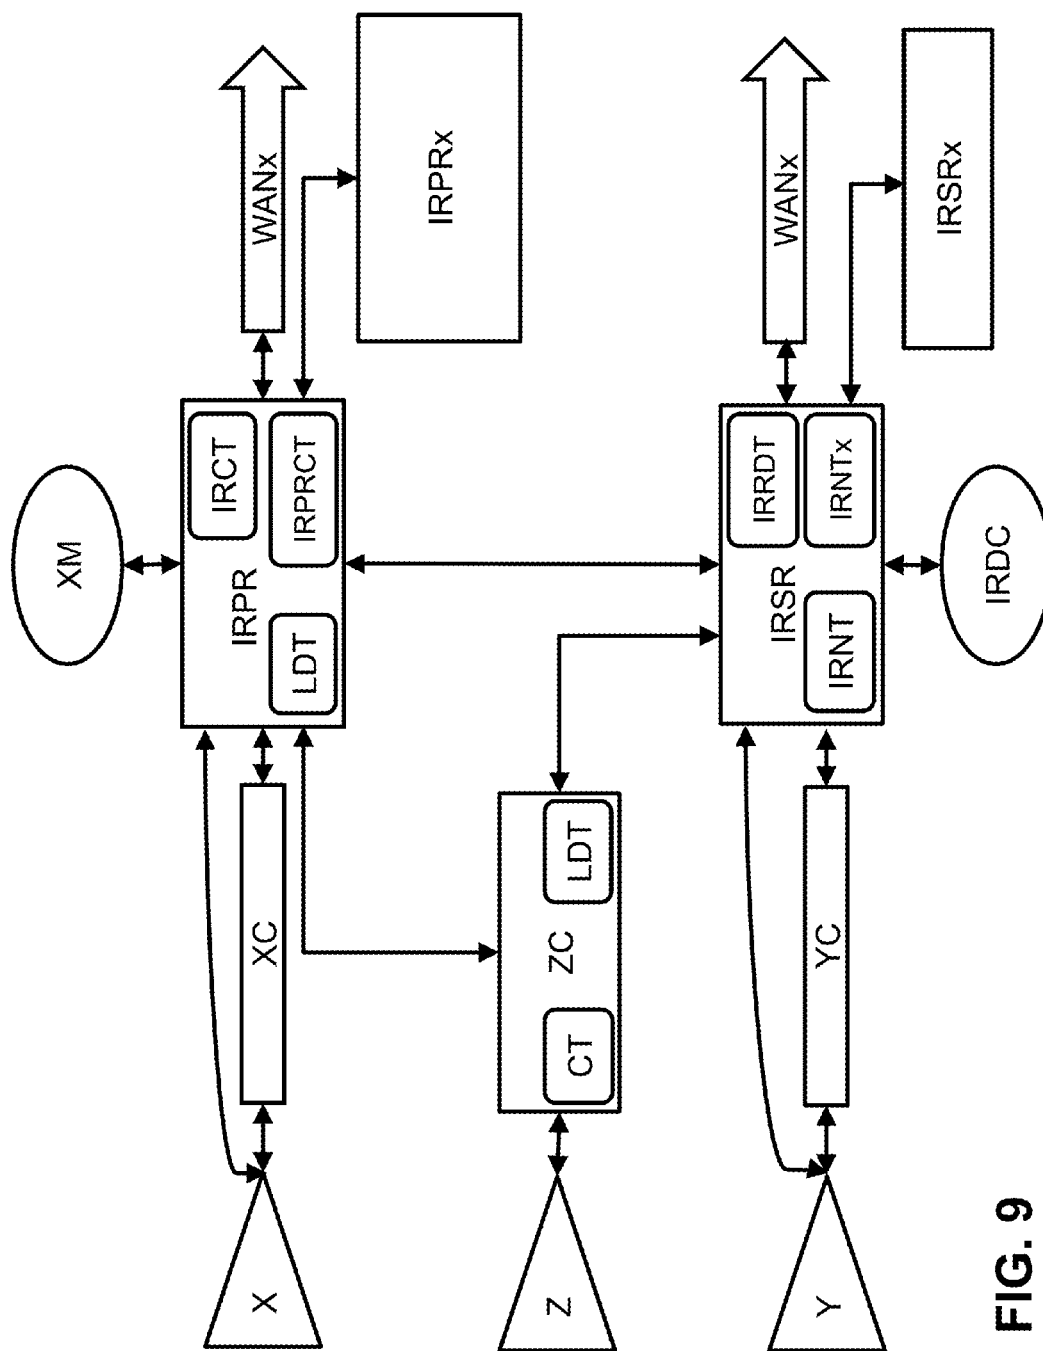 XM
IRDC
WANx
IRPRx
WANx
IRSRx
IRCT
IRPRCT
IRPR
LDT
IRRDT
IRNTx
IRSR
IRNT
XC
LDT
ZC
CT
YC
X
Z
Y
FIG. 9